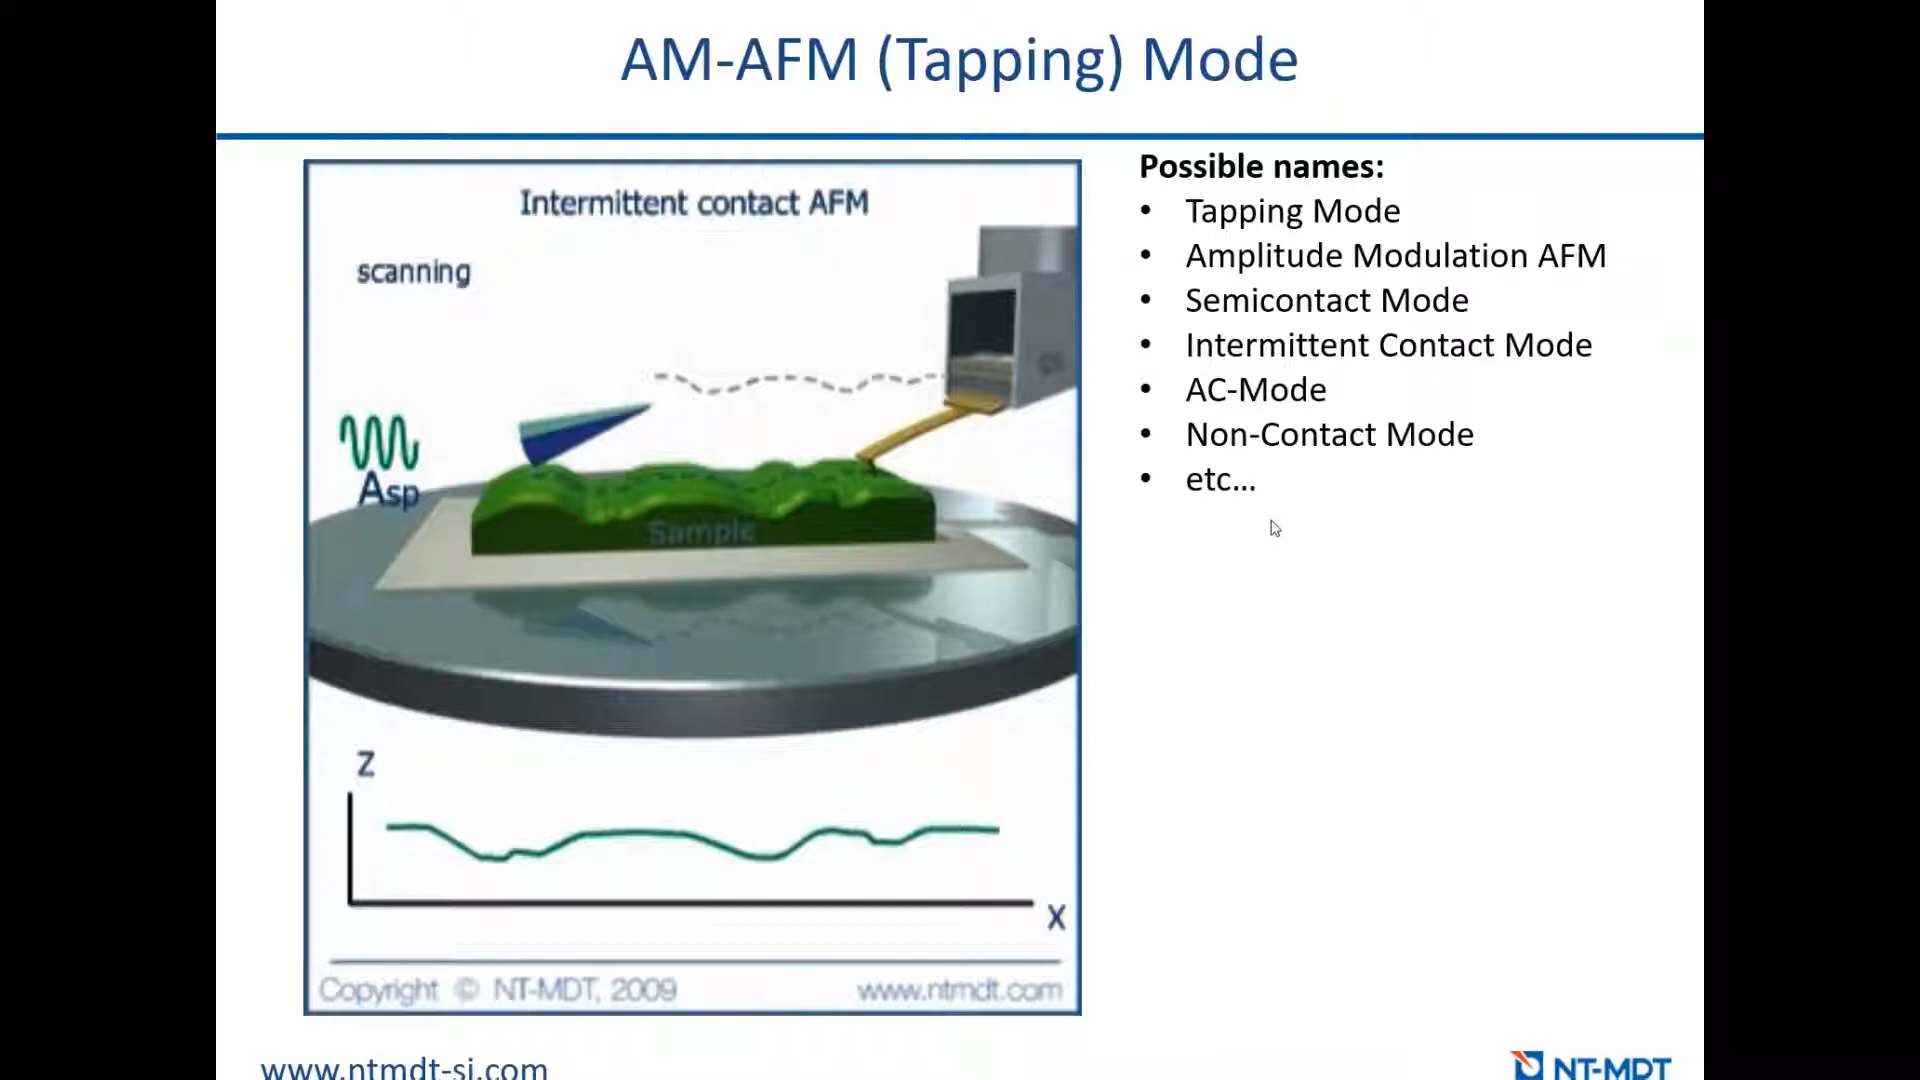 AM-AFM (Tapping) Mode
Intermittent contact AFM
scanning
Asp
Sample
Z
X
Copyright © NT-MDT, 2009
www.ntmdt.com
Possible names:
• Tapping Mode
• Amplitude Modulation AFM
• Semicontact Mode
• Intermittent Contact Mode
• AC-Mode
• Non-Contact Mode
• etc...
www.ntmdt-si.com
NT-MDT